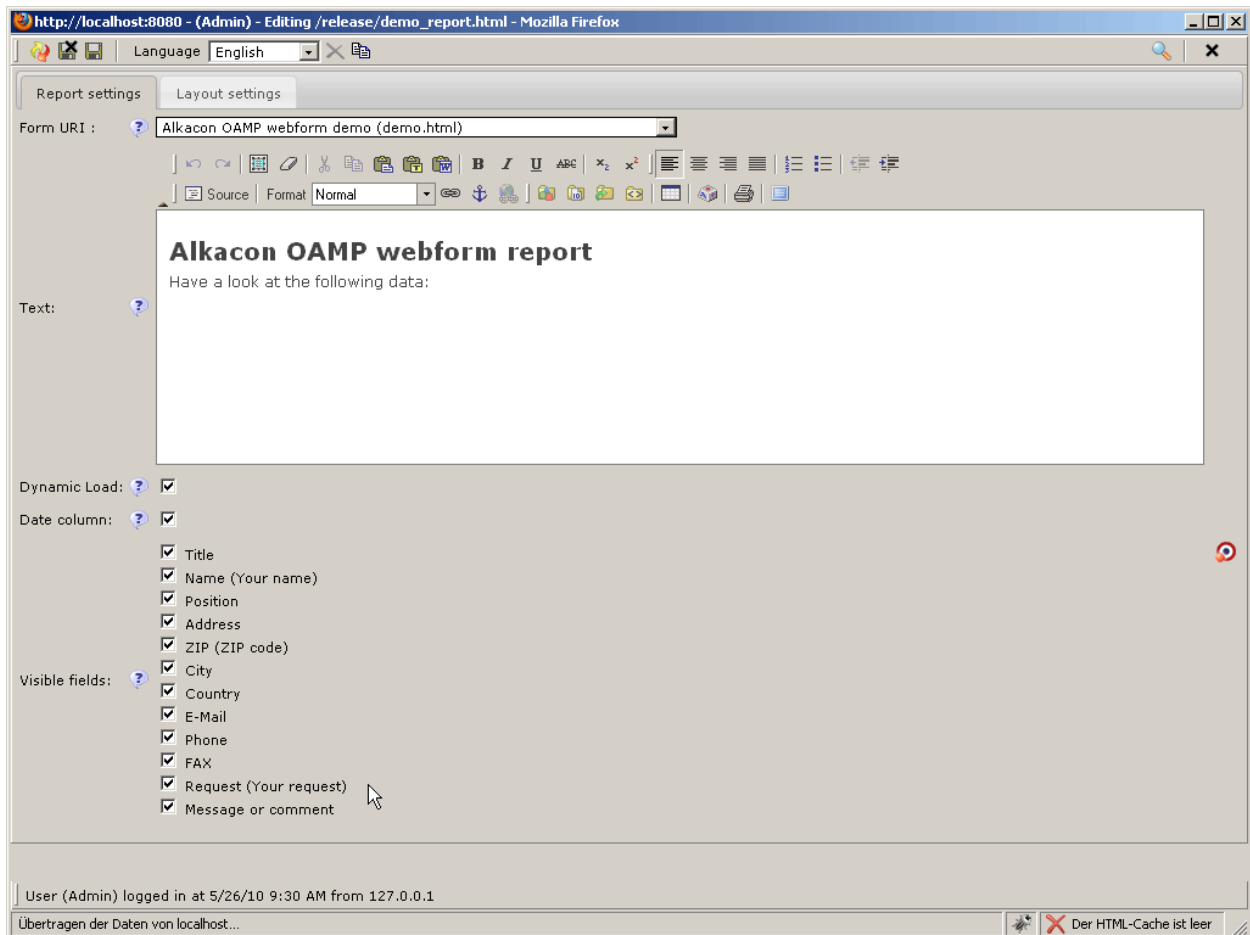 http://localhost:8080 - (Admin) - Editing /release/demo_report.html - Mozilla Firefox
Language English
Report settings Layout settings
Form URI : Alkacon OAMP webform demo (demo.html)
B I U ABC x₂ x²
Source Format Normal
Alkacon OAMP webform report
Have a look at the following data:
Text:
Dynamic Load:
Date column:
Title
Name (Your name)
Position
Address
ZIP (ZIP code)
City
Visible fields:
Country
E-Mail
Phone
FAX
Request (Your request)
Message or comment
User (Admin) logged in at 5/26/10 9:30 AM from 127.0.0.1
Übertragen der Daten von localhost... Der HTML-Cache ist leer